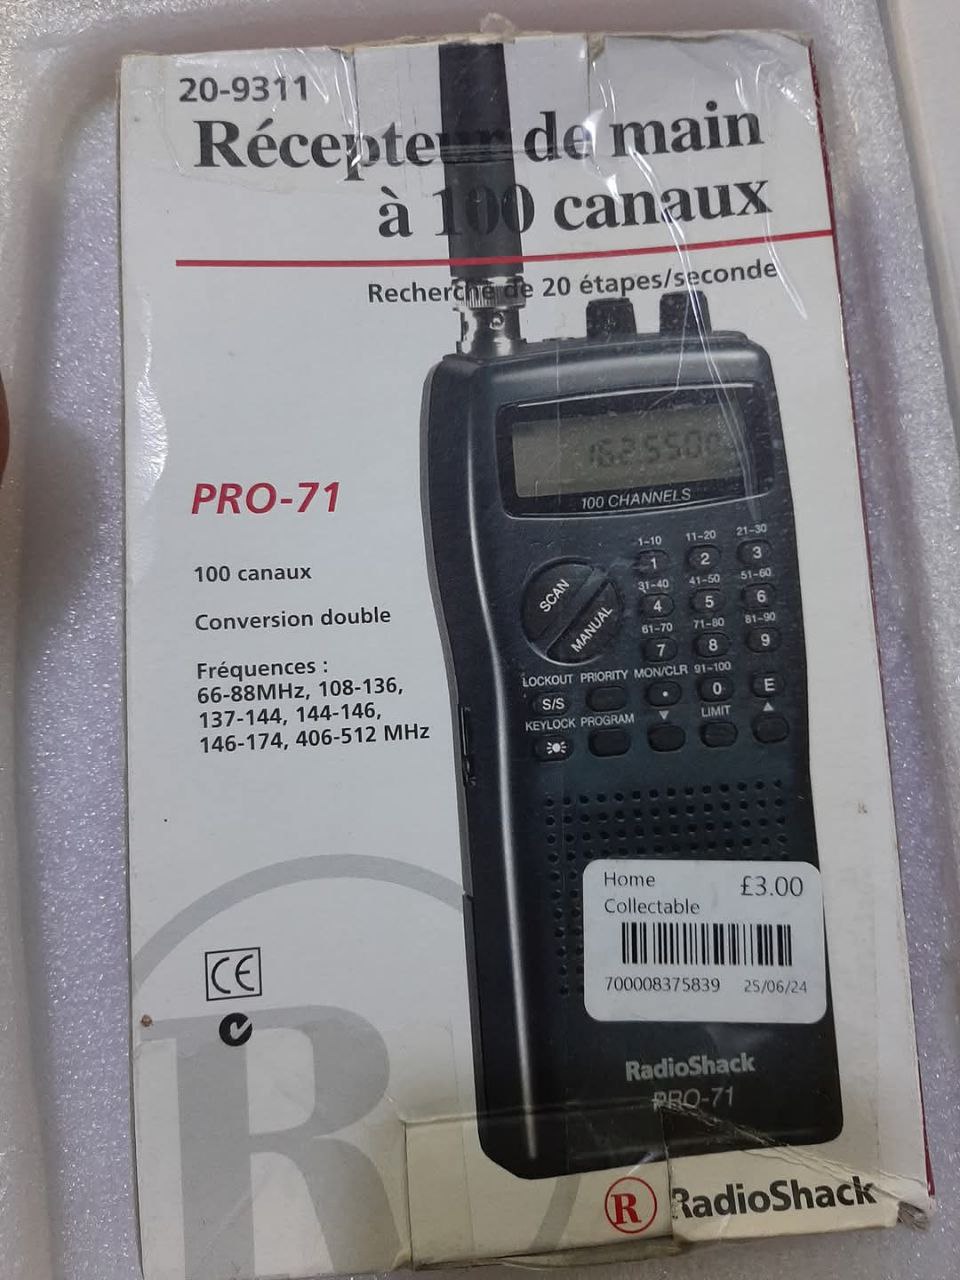 20-9311
Récepteur de main
à 100 canaux
Recherche de 20 étapes/seconde
PRO-71
100 canaux
Conversion double
Fréquences :
66-88MHz, 108-136,
137-144, 144-146,
146-174, 406-512 MHz
162.5500
100 CHANNELS
1-10 11-20 21-30
1 2 3
SCAN
31-40 41-50 51-60
4 5 6
MANUAL
61-70 71-80 81-90
7 8 9
LOCKOUT PRIORITY MON/CLR 91-100
S/S • 0 E
KEYLOCK PROGRAM ▼ LIMIT ▲
Home £3.00
Collectable
700008375839 25/06/24
CE
RadioShack
PRO-71
R RadioShack
R